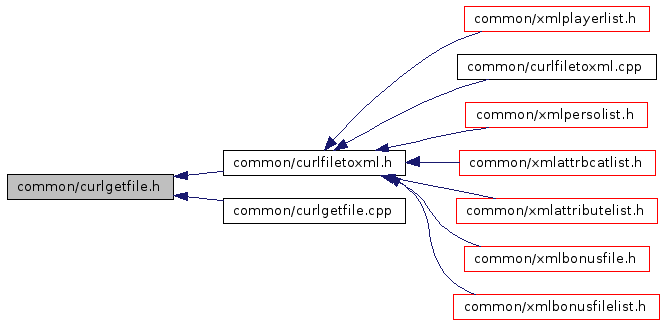 common/xmlplayerlist.h
common/curlfiletoxml.cpp
common/xmlpersolist.h
common/curlfiletoxml.h
common/xmlattrbcatlist.h
common/curlgetfile.h
common/curlgetfile.cpp
common/xmlattributelist.h
common/xmlbonusfile.h
common/xmlbonusfilelist.h